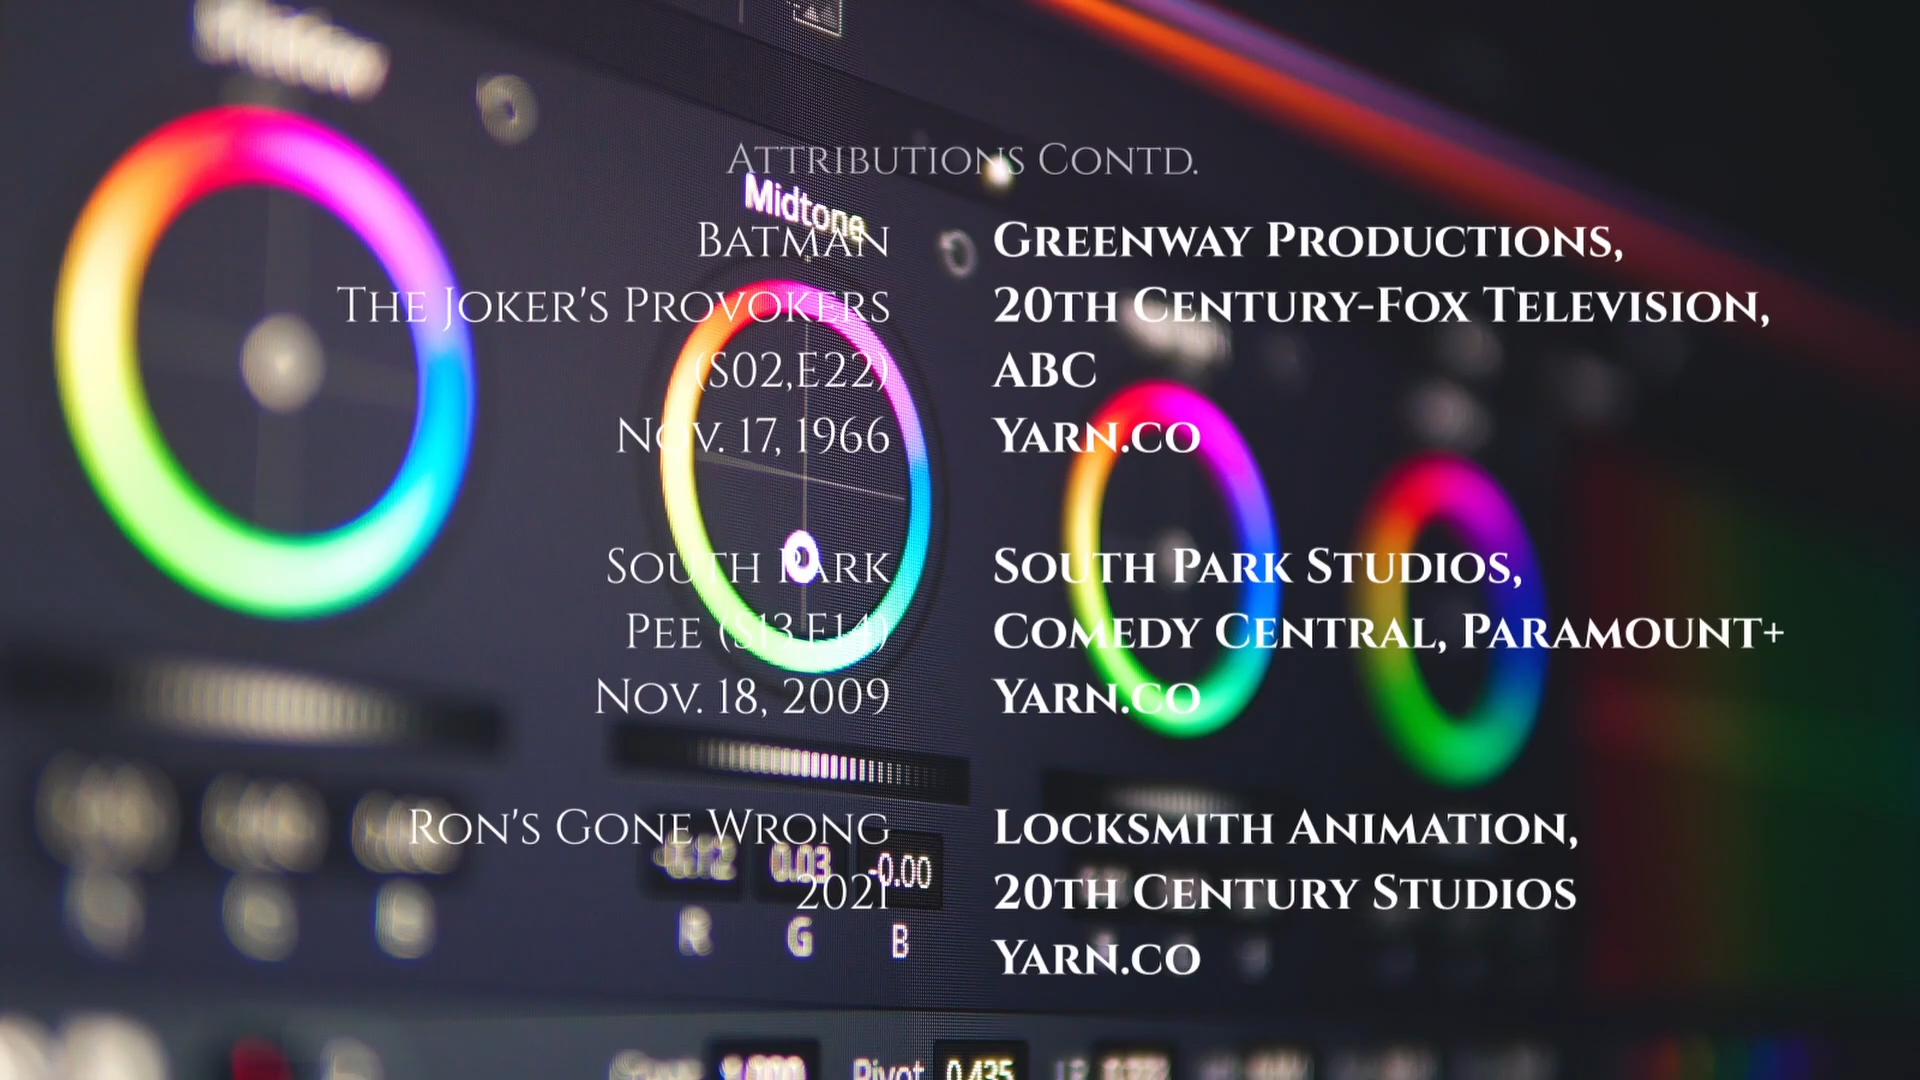 Attributions Contd.
Midtone
Batman
Greenway Productions,
The Joker's Provokers
20th Century-Fox Television,
(S02,E22)
ABC
Nov. 17, 1966
Yarn.co
South Park
South Park Studios,
Pee (S13,E14)
Comedy Central, Paramount+
Nov. 18, 2009
Yarn.co
Ron's Gone Wrong
Locksmith Animation,
0.03 -0.00
2021
20th Century Studios
R G B
Yarn.co
Pivot 0.435